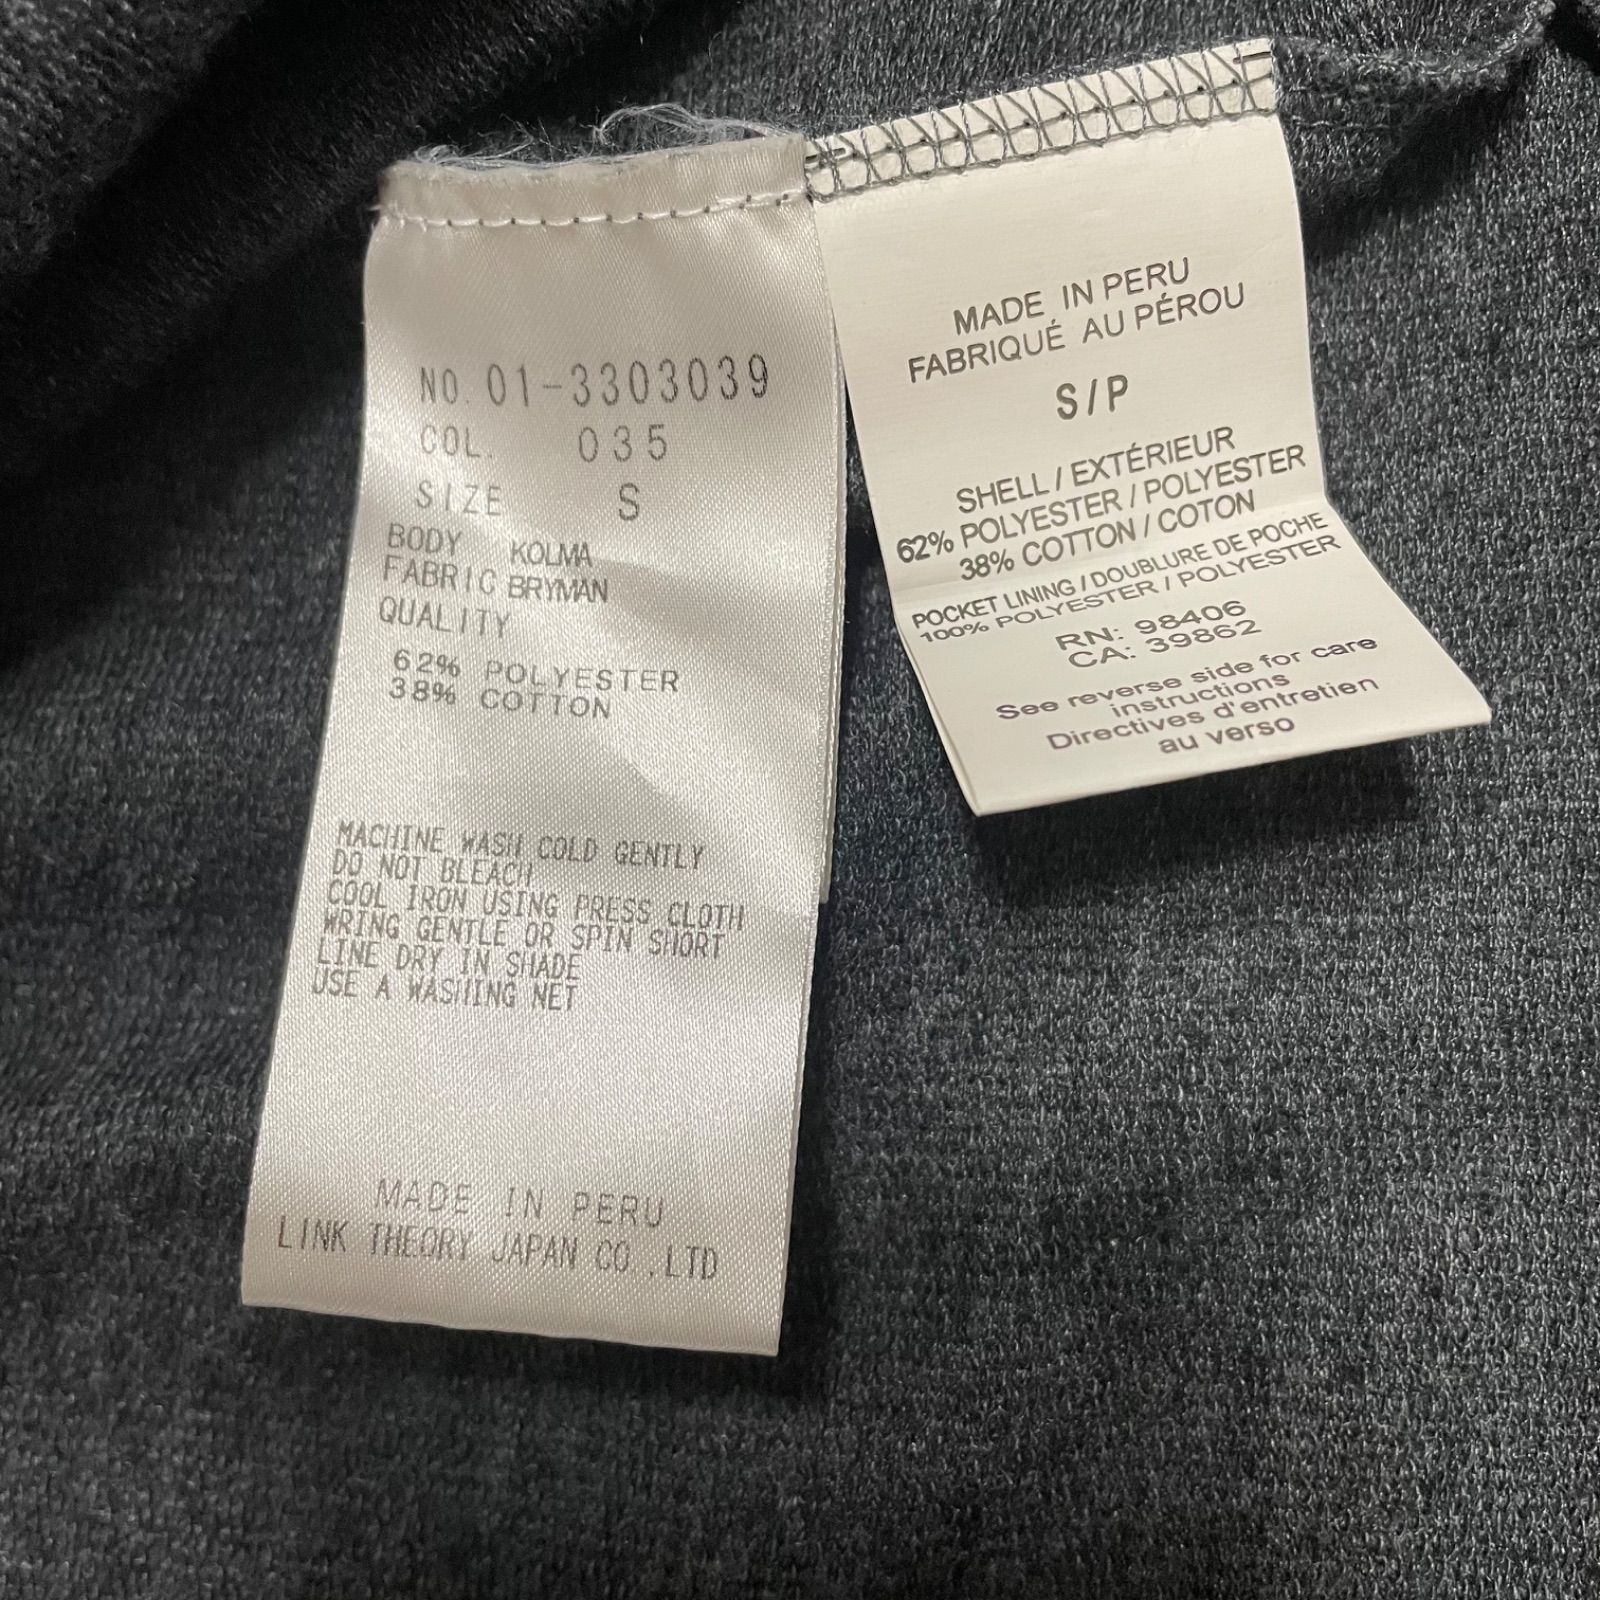 NO. 01-3303039
COL. 035
SIZE S
BODY KOLMA
FABRIC BRYMAN
QUALITY
62% POLYESTER
38% COTTON
MACHINE WASH COLD GENTLY
DO NOT BLEACH
COOL IRON USING PRESS CLOTH
WRING GENTLE OR SPIN SHORT
LINE DRY IN SHADE
USE A WASHING NET
MADE IN PERU
LINK THEORY JAPAN CO., LTD
MADE IN PERU
FABRIQUÉ AU PÉROU
S/P
SHELL / EXTÉRIEUR
62% POLYESTER / POLYESTER
38% COTTON / COTON
POCKET LINING / DOUBLURE DE POCHE
100% POLYESTER / POLYESTER
RN: 98406
CA: 39862
See reverse side for care
instructions
Directives d'entretien
au verso